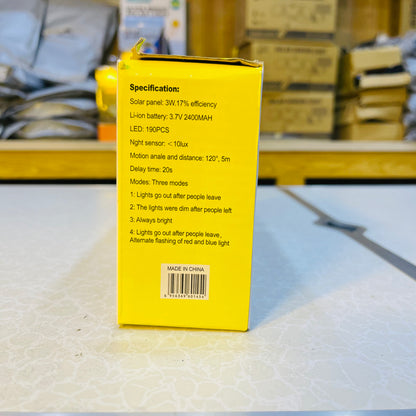 Specification:
Solar panel: 3W,17% efficiency
Li-ion battery: 3.7V 2400MAH
LED: 190PCS
Nght sensor: ＜10lux
Motion anale and distance: 120°, 5m
Delay time: 20s
Modes: Three modes
1: Lights go out after people leave
2: The lights were dim after people left
3: Always bright
4: Lights go out after people leave,
Alternate flashing of red and blue light
MADE IN CHINA